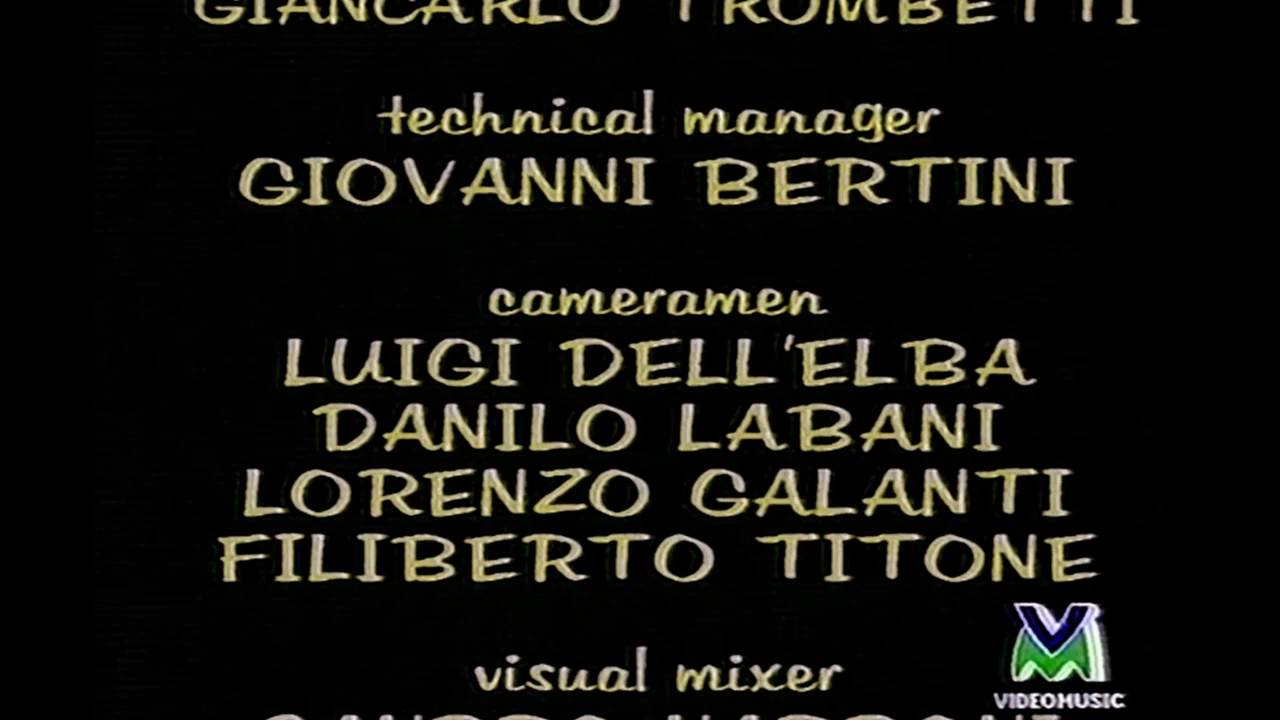 GIANCARLO TROMBETTI
technical manager
GIOVANNI BERTINI
cameramen
LUIGI DELL'ELBA
DANILO LABANI
LORENZO GALANTI
FILIBERTO TITONE
visual mixer
VM
VIDEOMUSIC